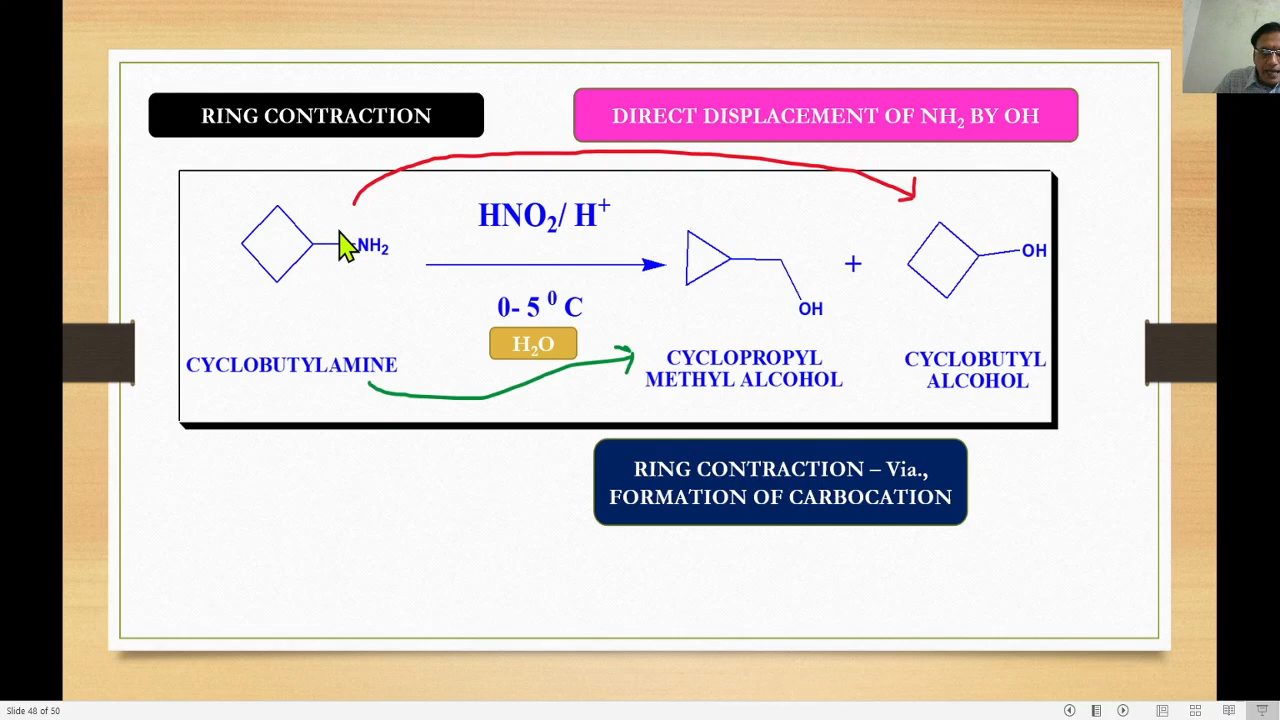 RING CONTRACTION
DIRECT DISPLACEMENT OF NH₂ BY OH
HNO₂/ H⁺
NH₂
OH
+
OH
0- 5 ⁰ C
H₂O
CYCLOBUTYLAMINE
CYCLOPROPYL
METHYL ALCOHOL
CYCLOBUTYL
ALCOHOL
RING CONTRACTION – Via.,
FORMATION OF CARBOCATION
Slide 48 of 50